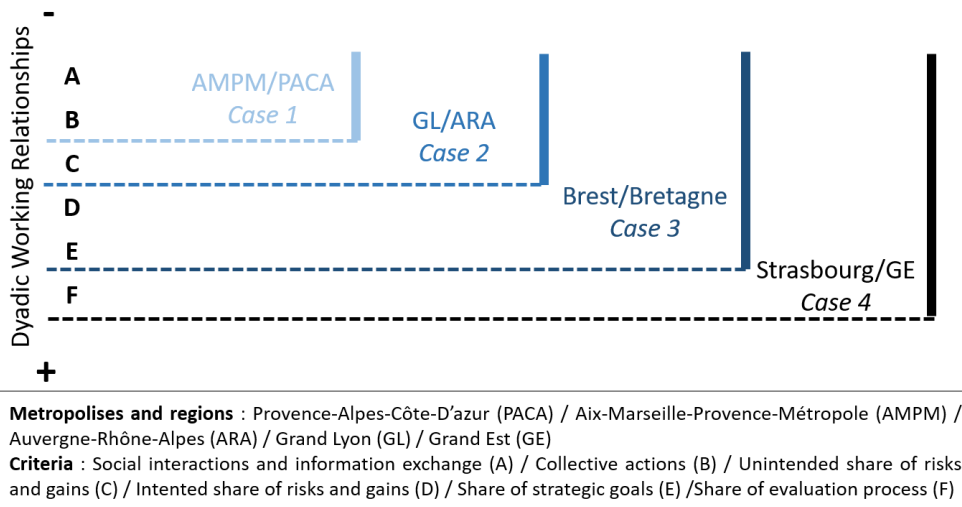 -
Dyadic Working Relationships
A
B
C
D
E
F
+
AMPM/PACA
Case 1
GL/ARA
Case 2
Brest/Bretagne
Case 3
Strasbourg/GE
Case 4
Metropolises and regions : Provence-Alpes-Côte-D’azur (PACA) / Aix-Marseille-Provence-Métropole (AMPM) /
Auvergne-Rhône-Alpes (ARA) / Grand Lyon (GL) / Grand Est (GE)
Criteria : Social interactions and information exchange (A) / Collective actions (B) / Unintended share of risks
and gains (C) / Intented share of risks and gains (D) / Share of strategic goals (E) /Share of evaluation process (F)